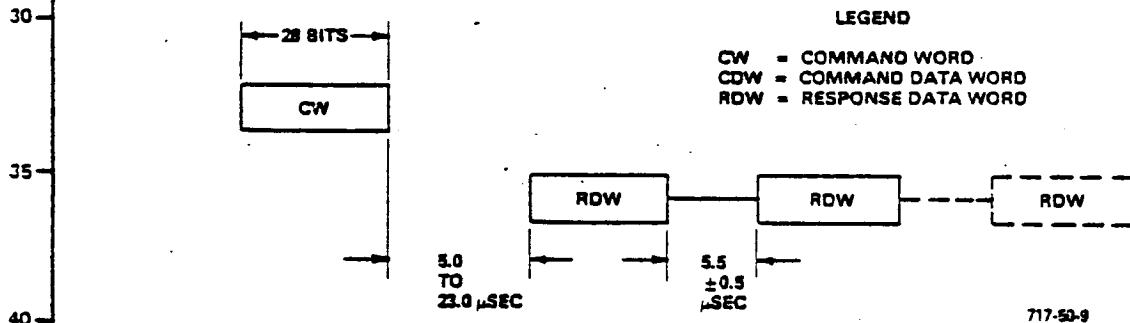 30
LEGEND
28 BITS
CW = COMMAND WORD
CDW = COMMAND DATA WORD
RDW = RESPONSE DATA WORD
CW
35
RDW
RDW
RDW
5.0
TO
23.0 μSEC
5.5
±0.5
μSEC
717-50-9
40